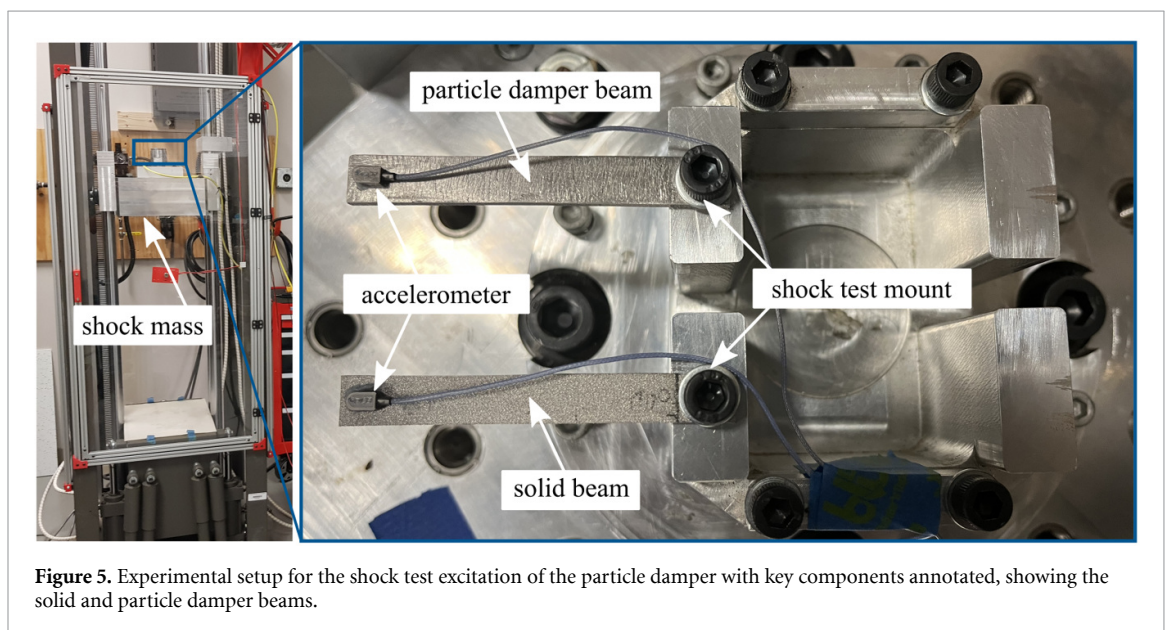 particle damper beam
accelerometer
shock test mount
shock mass
solid beam
Figure 5. Experimental setup for the shock test excitation of the particle damper with key components annotated, showing the
solid and particle damper beams.